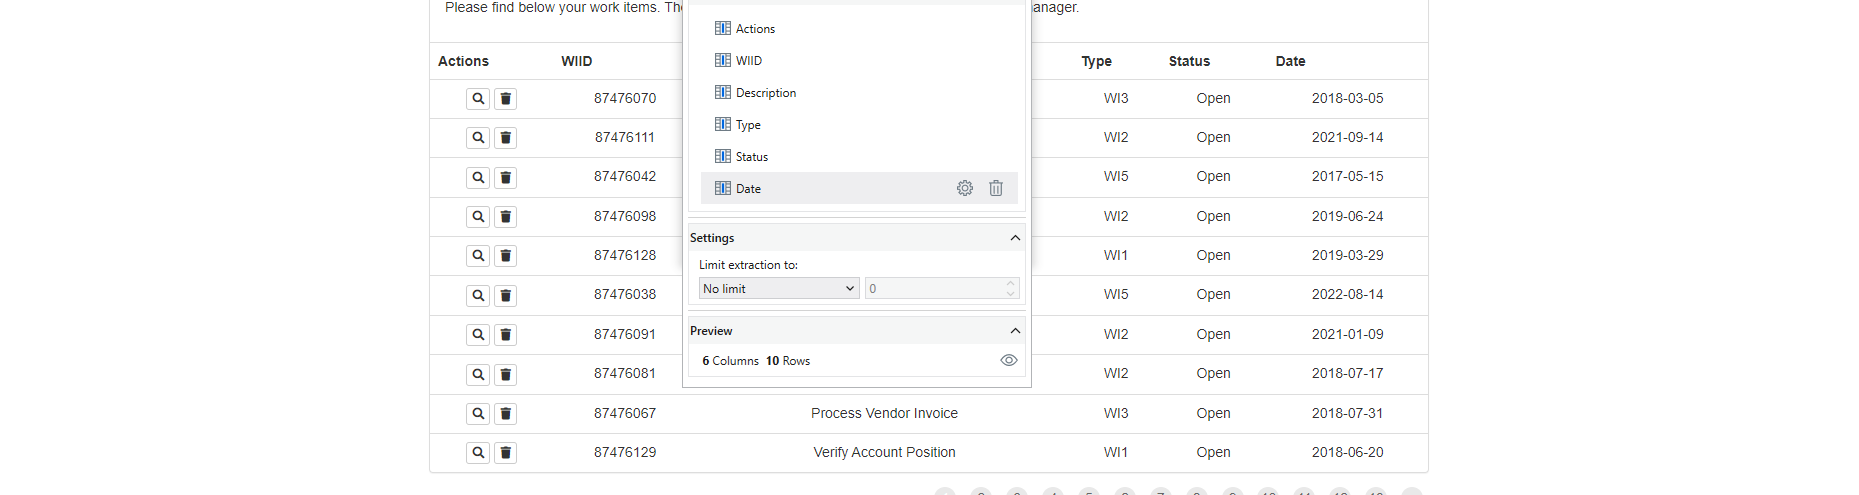 Please find below your work items. Th
anager.
Actions WIID Type Status Date
87476070 WI3 Open 2018-03-05
87476111 WI2 Open 2021-09-14
87476042 WI5 Open 2017-05-15
87476098 WI2 Open 2019-06-24
87476128 WI1 Open 2019-03-29
87476038 WI5 Open 2022-08-14
87476091 WI2 Open 2021-01-09
87476081 WI2 Open 2018-07-17
87476067 Process Vendor Invoice WI3 Open 2018-07-31
87476129 Verify Account Position WI1 Open 2018-06-20
Actions
WIID
Description
Type
Status
Date
Settings
Limit extraction to:
No limit 0
Preview
6 Columns 10 Rows